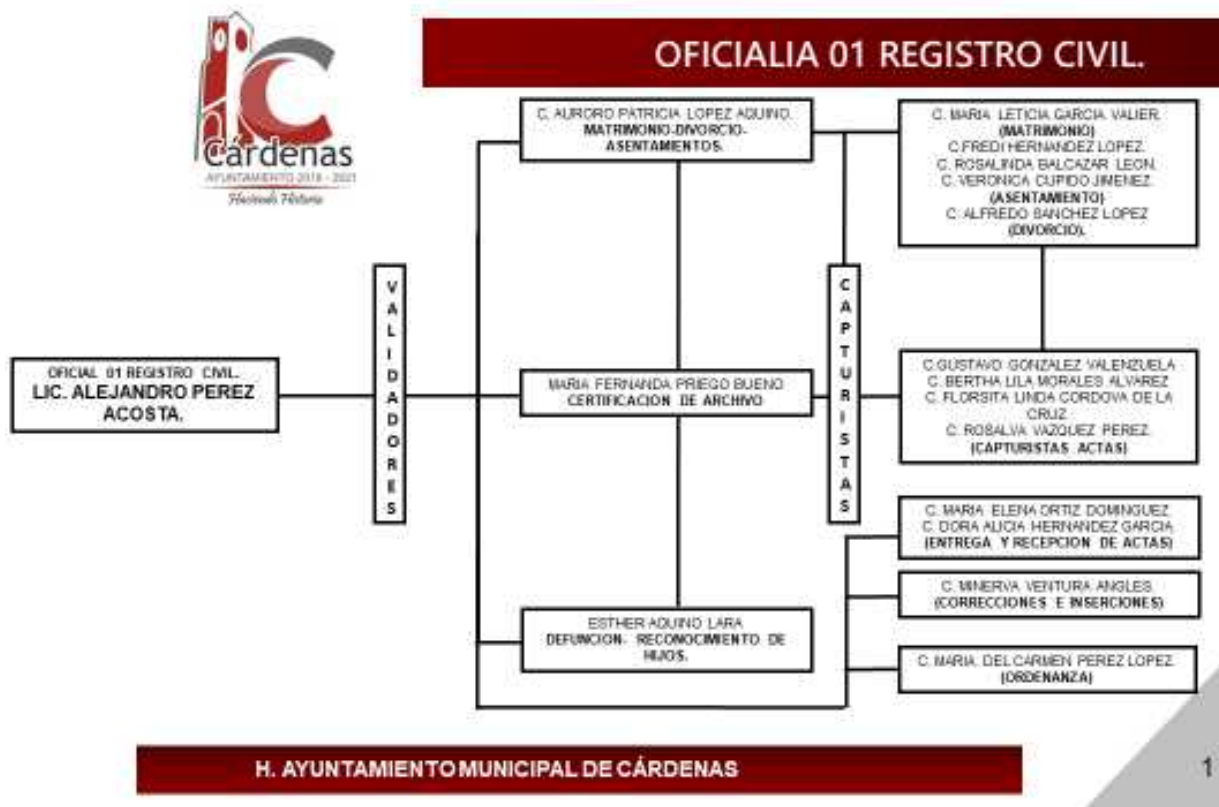 Cárdenas
AYUNTAMIENTO 2018 - 2021
Haciendo Historia
OFICIALIA 01 REGISTRO CIVIL.
OFICIAL 01 REGISTRO CIVIL.
LIC. ALEJANDRO PEREZ
ACOSTA.
VALIDADORES
C. AURORO PATRICIA LOPEZ AQUINO.
MATRIMONIO-DIVORCIO-
ASENTAMIENTOS.
MARIA FERNANDA PRIEGO BUENO
CERTIFICACION DE ARCHIVO
ESTHER AQUINO LARA
DEFUNCION- RECONOCIMIENTO DE
HIJOS.
CAPTURISTAS
C. MARIA LETICIA GARCIA VALIER.
(MATRIMONIO)
C.FREDI HERNANDEZ LOPEZ.
C. ROSALINDA BALCAZAR LEON.
C. VERONICA CUPIDO JIMENEZ.
(ASENTAMIENTO)
C. ALFREDO SANCHEZ LOPEZ
(DIVORCIO).
C.GUSTAVO GONZALEZ VALENZUELA
C. BERTHA LILA MORALES ALVAREZ
C. FLORSITA LINDA CORDOVA DE LA
CRUZ
C. ROSALVA VAZQUEZ PEREZ.
(CAPTURISTAS ACTAS)
C. MARIA ELENA ORTIZ DOMINGUEZ
C. DORA ALICIA HERNANDEZ GARCIA
(ENTREGA Y RECEPCION DE ACTAS)
C. MINERVA VENTURA ANGLES.
(CORRECCIONES E INSERCIONES)
C. MARIA. DEL CARMEN PEREZ LOPEZ.
(ORDENANZA)
H. AYUNTAMIENTO MUNICIPAL DE CÁRDENAS
1